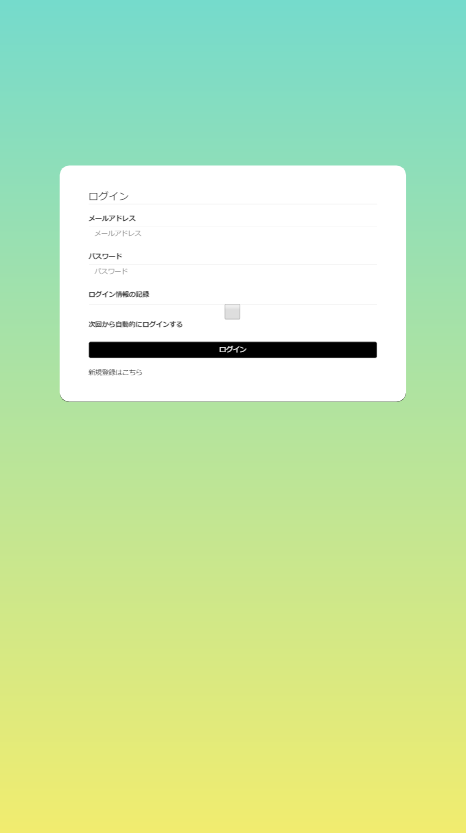 ログイン
メールアドレス
メールアドレス
パスワード
パスワード
ログイン情報の記録
次回から自動的にログインする
ログイン
新規登録はこちら